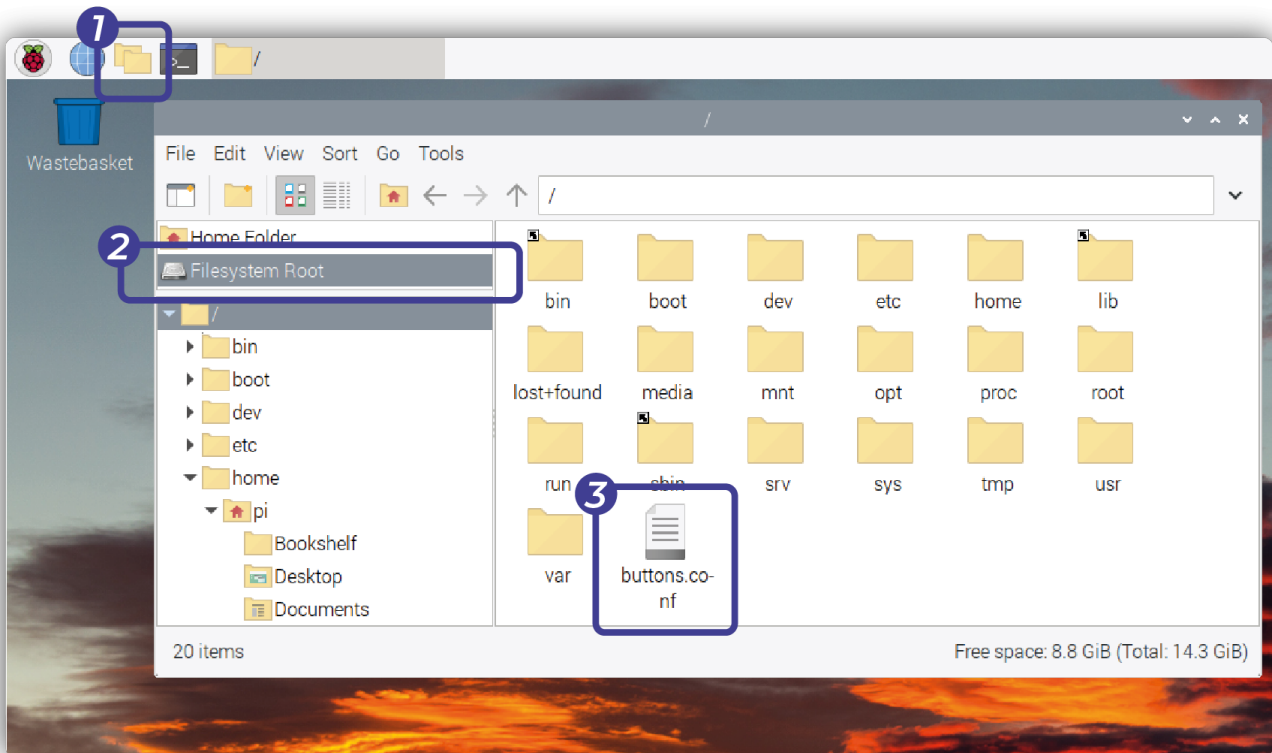 1
>_
/
Wastebasket
/
File Edit View Sort Go Tools
/
2
Home Folder
Filesystem Root
/
bin
boot
dev
etc
home
pi
Bookshelf
Desktop
Documents
bin boot dev etc home lib
lost+found media mnt opt proc root
run sbin srv sys tmp usr
3
var buttons.co-
nf
20 items Free space: 8.8 GiB (Total: 14.3 GiB)